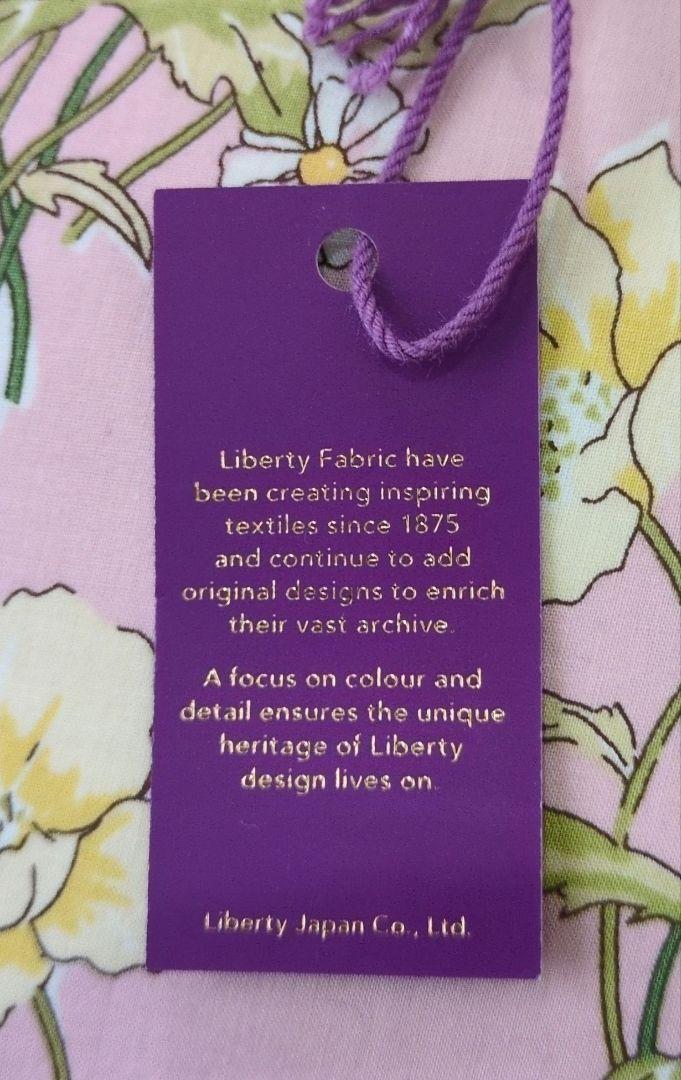 Liberty Fabric have
been creating inspiring
textiles since 1875
and continue to add
original designs to enrich
their vast archive.
A focus on colour and
detail ensures the unique
heritage of Liberty
design lives on.
Liberty Japan Co., Ltd.